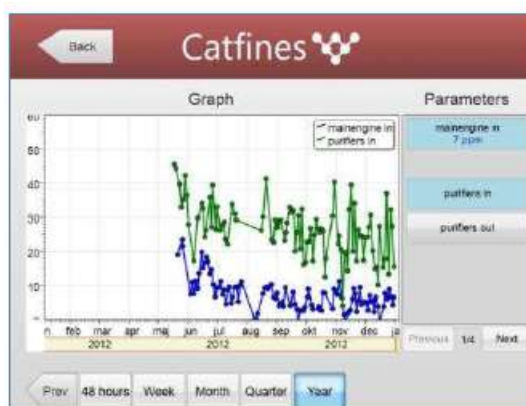 Back
Catfines
Graph
Parameters
60
50
40
30
20
10
mainengine in
purifiers in
n feb mar apr maj jun jul aug sep okt nov dec ja
2012 2012 2012
mainengine in
7 ppm
purifiers in
purifiers out
Previous 1/4 Next
Prev 48 hours Week Month Quarter Year